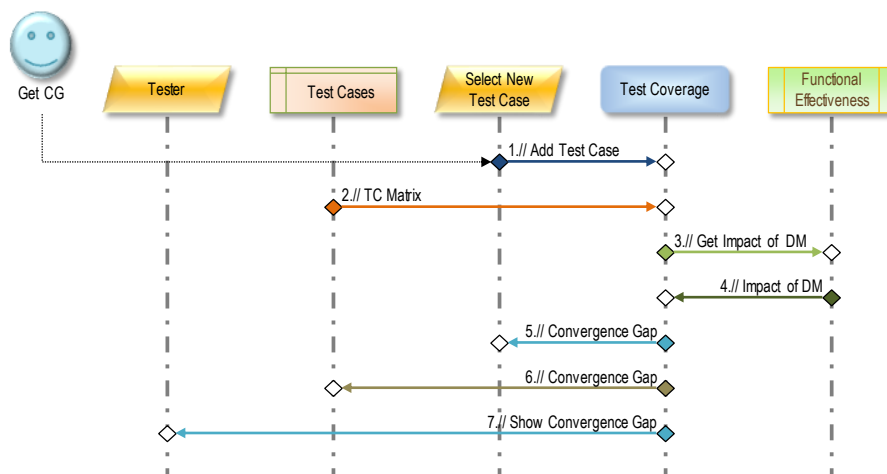 Get CG
Tester
Test Cases
Select New
Test Case
Test Coverage
Functional
Effectiveness
1.// Add Test Case
2.// TC Matrix
3.// Get Impact of DM
4.// Impact of DM
5.// Convergence Gap
6.// Convergence Gap
7.// Show Convergence Gap